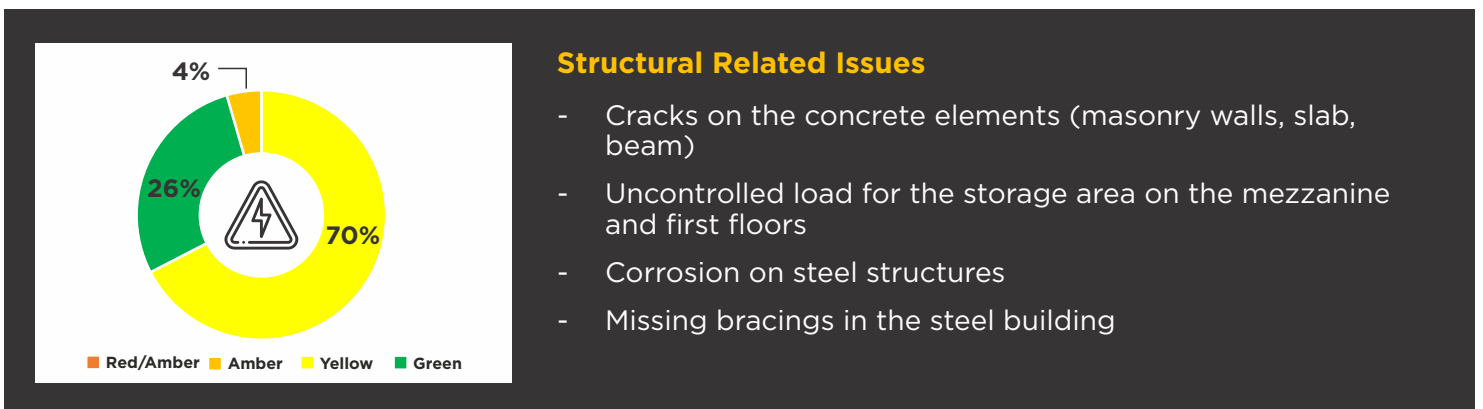 4%
26%
70%
Red/Amber Amber Yellow Green
Structural Related Issues
- Cracks on the concrete elements (masonry walls, slab,
beam)
- Uncontrolled load for the storage area on the mezzanine
and first floors
- Corrosion on steel structures
- Missing bracings in the steel building